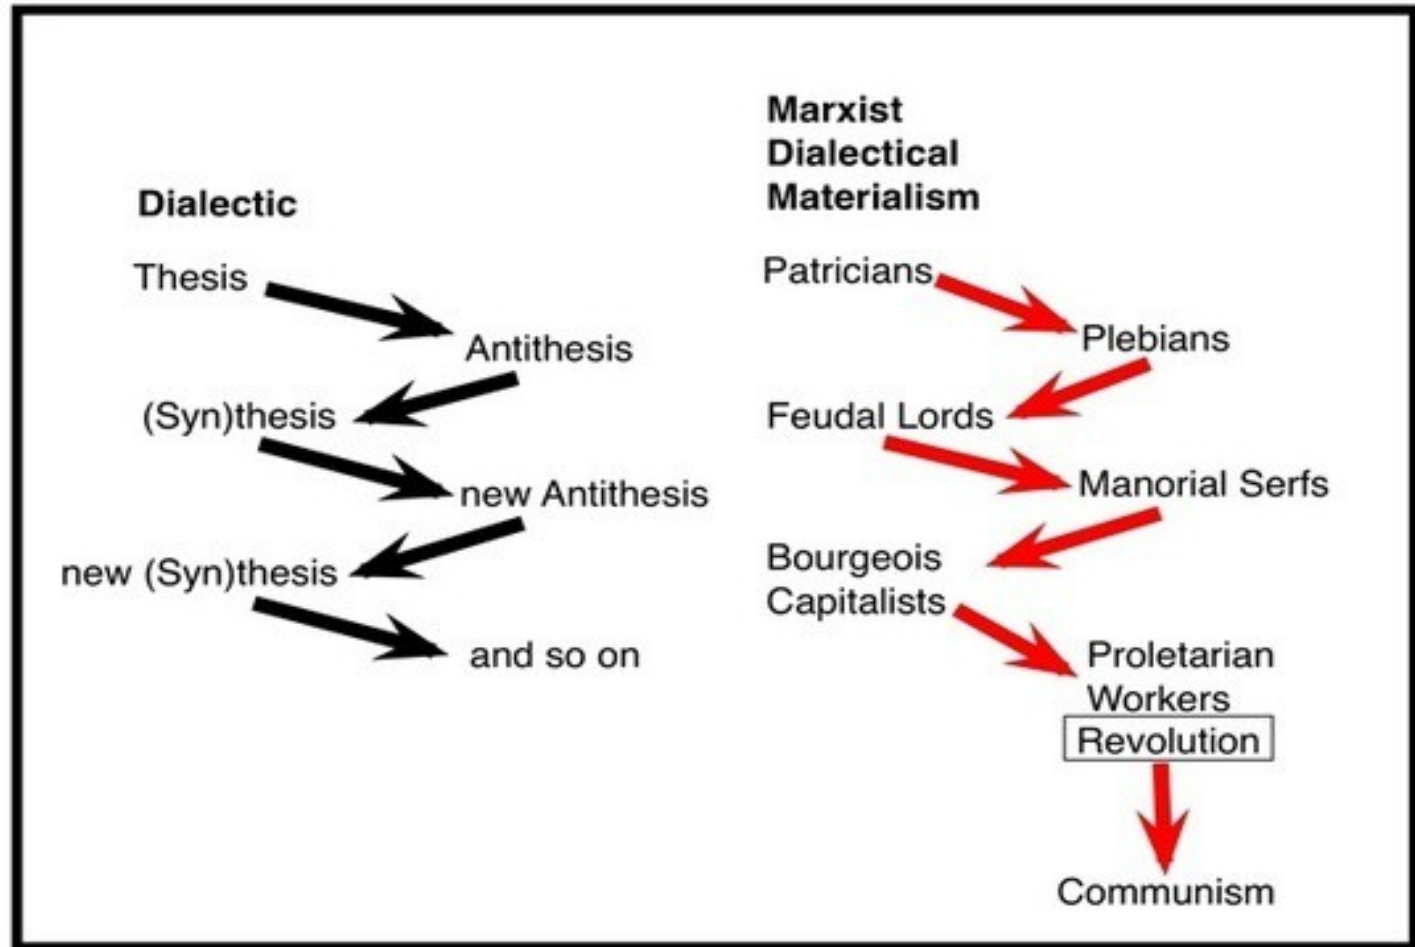 Dialectic
Thesis
Antithesis
(Syn)thesis
new Antithesis
new (Syn)thesis
and so on
Marxist
Dialectical
Materialism
Patricians
Plebians
Feudal Lords
Manorial Serfs
Bourgeois
Capitalists
Proletarian
Workers
Revolution
Communism